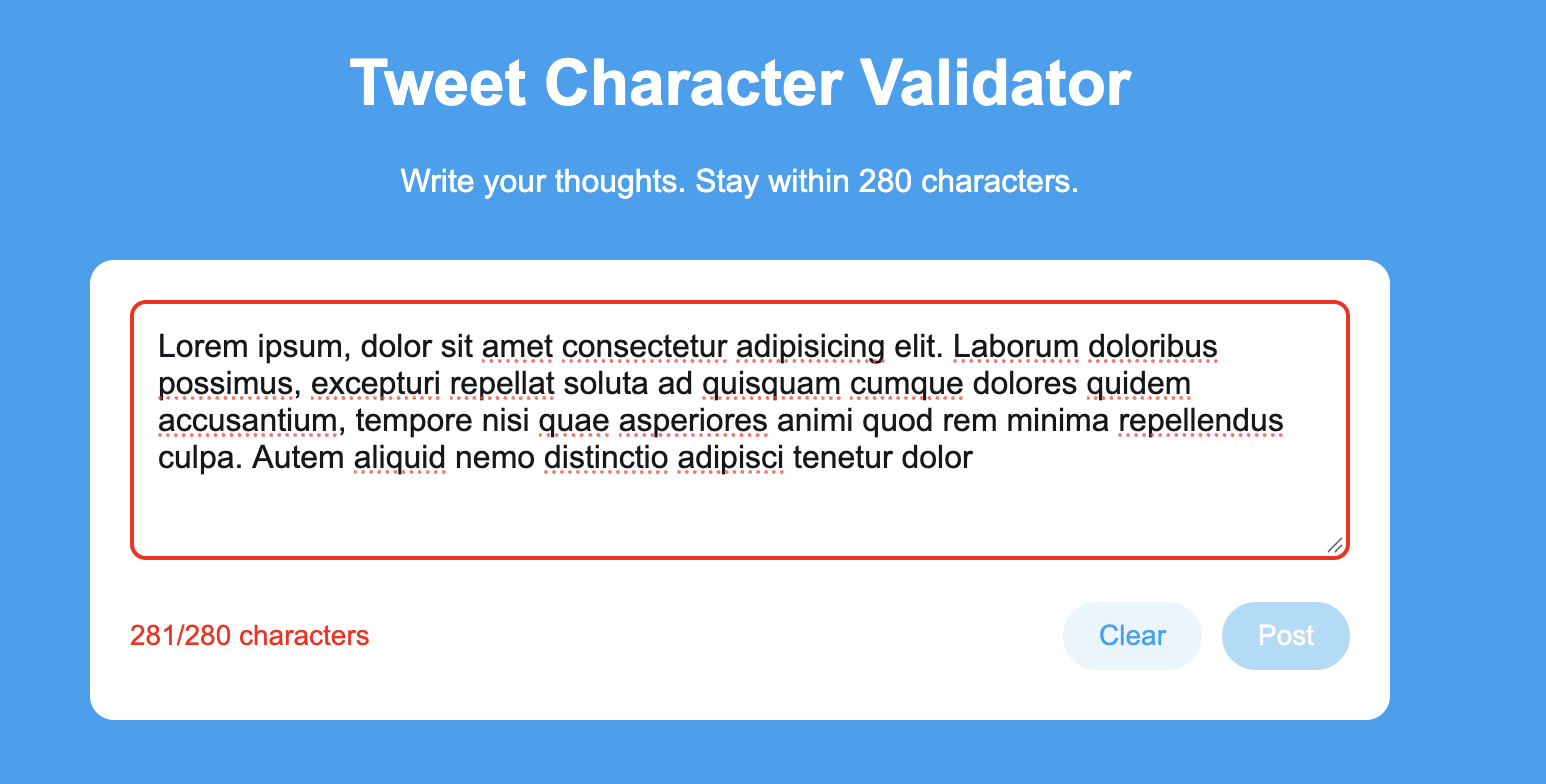 Tweet Character Validator
Write your thoughts. Stay within 280 characters.
Lorem ipsum, dolor sit amet consectetur adipisicing elit. Laborum doloribus
possimus, excepturi repellat soluta ad quisquam cumque dolores quidem
accusantium, tempore nisi quae asperiores animi quod rem minima repellendus
culpa. Autem aliquid nemo distinctio adipisci tenetur dolor
281/280 characters
Clear
Post